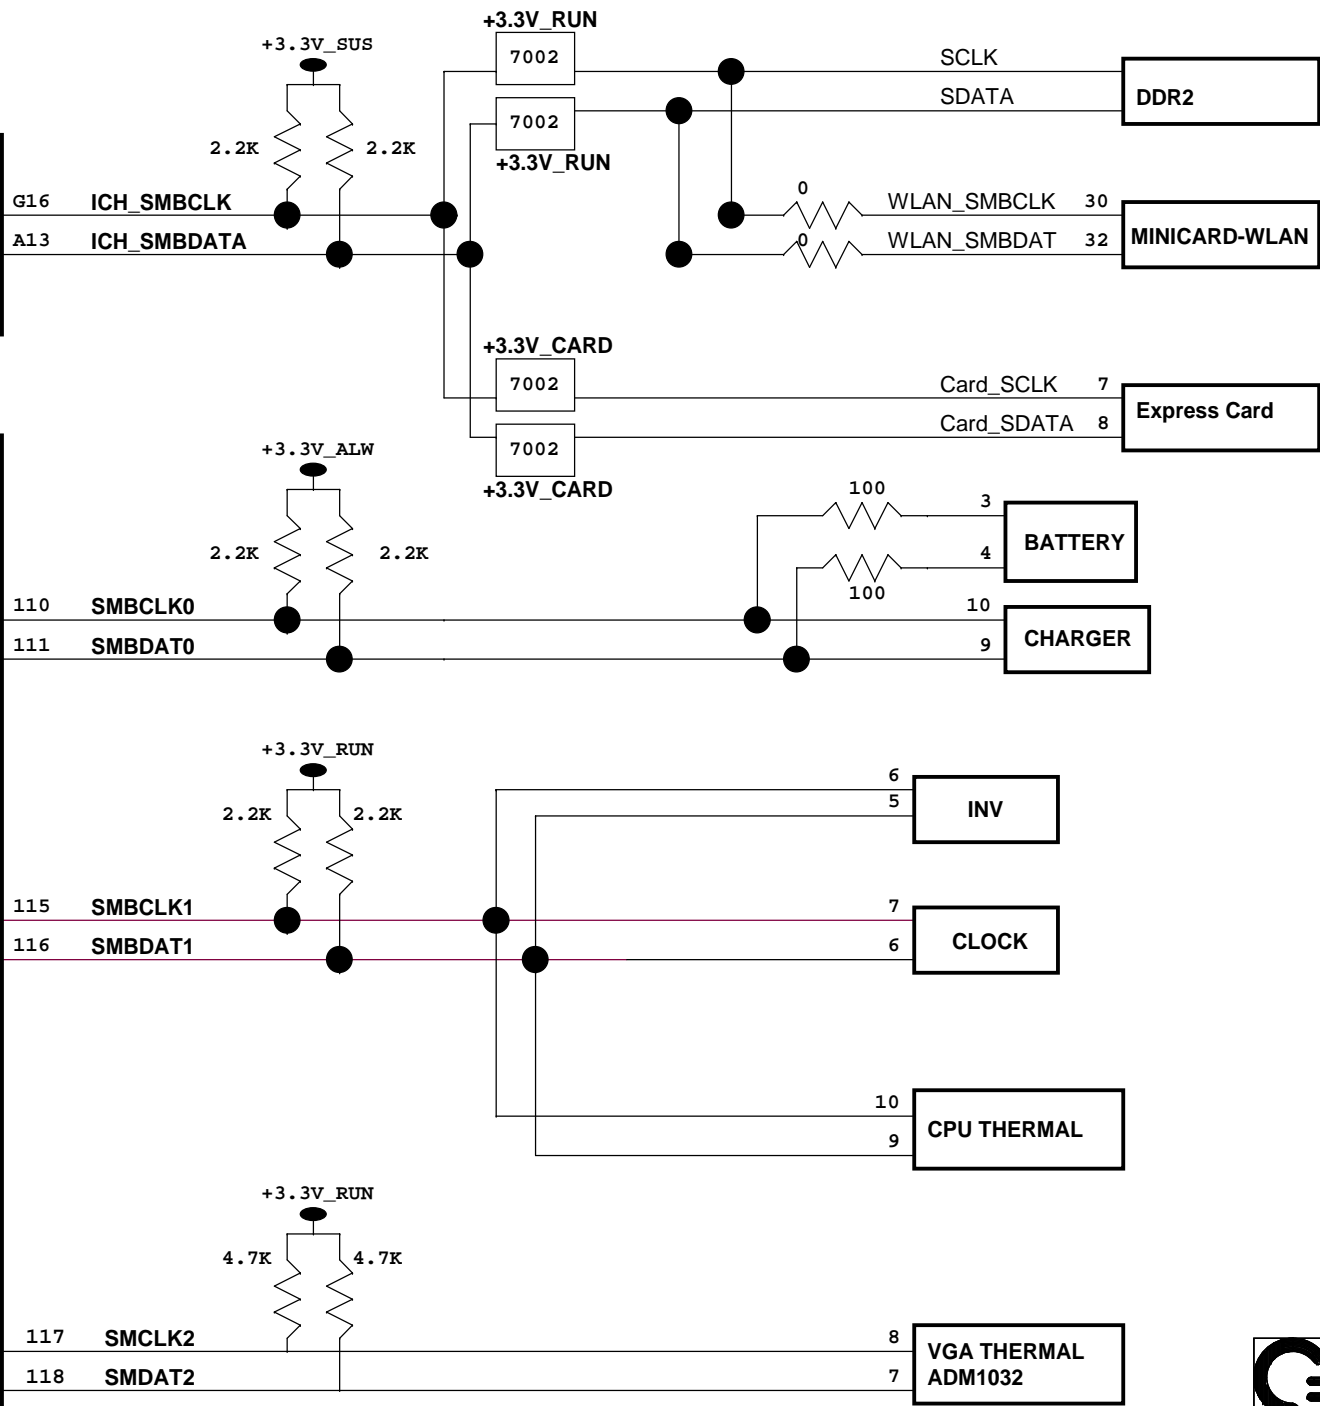 +3.3V_RUN
+3.3V_SUS
7002
SCLK
SDATA
DDR2
7002
2.2K
2.2K
+3.3V_RUN
G16 ICH_SMBCLK
0
WLAN_SMBCLK 30
A13 ICH_SMBDATA
0
WLAN_SMBDAT 32
MINICARD-WLAN
+3.3V_CARD
7002
Card_SCLK 7
Card_SDATA 8
Express Card
7002
+3.3V_CARD
+3.3V_ALW
100
3
2.2K
2.2K
BATTERY
4
100
110 SMBCLK0
10
111 SMBDAT0
9
CHARGER
+3.3V_RUN
6
5
INV
2.2K
2.2K
115 SMBCLK1
7
116 SMBDAT1
6
CLOCK
10
9
CPU THERMAL
+3.3V_RUN
4.7K
4.7K
117 SMCLK2
8
118 SMDAT2
7
VGA THERMAL
ADM1032